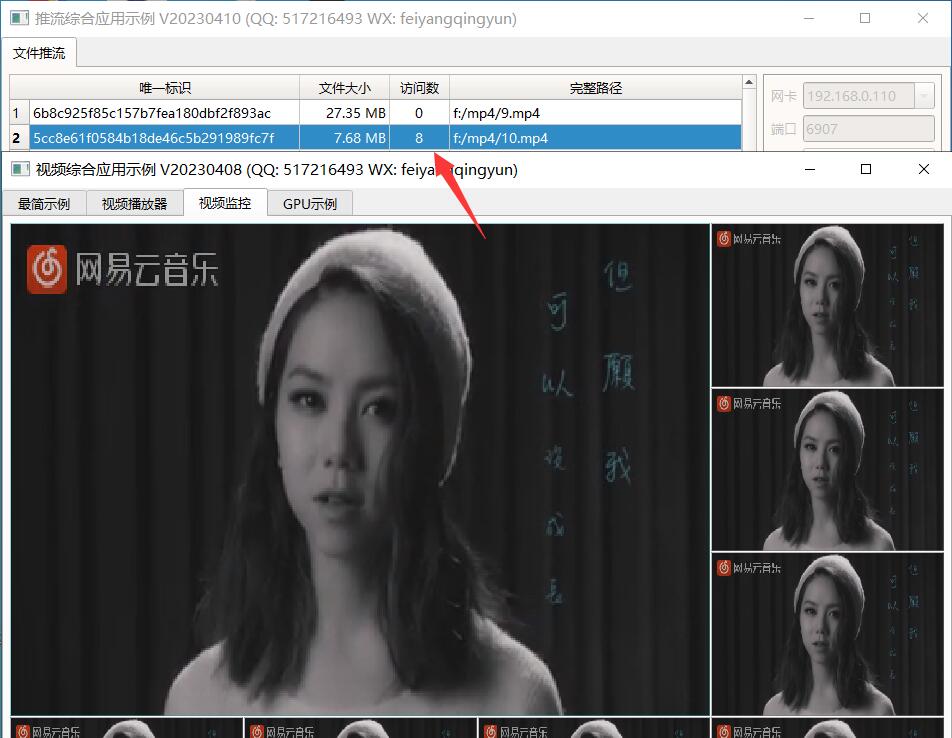 推流综合应用示例 V20230410 (QQ: 517216493 WX: feiyangqingyun)
文件推流
唯一标识 文件大小 访问数 完整路径
1 6b8c925f85c157b7fea180dbf2f893ac 27.35 MB 0 f:/mp4/9.mp4
2 5cc8e61f0584b18de46c5b291989fc7f 7.68 MB 8 f:/mp4/10.mp4
网卡 192.168.0.110
端口 6907
视频综合应用示例 V20230408 (QQ: 517216493 WX: feiyangqingyun)
最简示例 视频播放器 视频监控 GPU示例
网易云音乐
但愿我
可以
网易云音乐
网易云音乐
网易云音乐
网易云音乐
网易云音乐
网易云音乐
网易云音乐